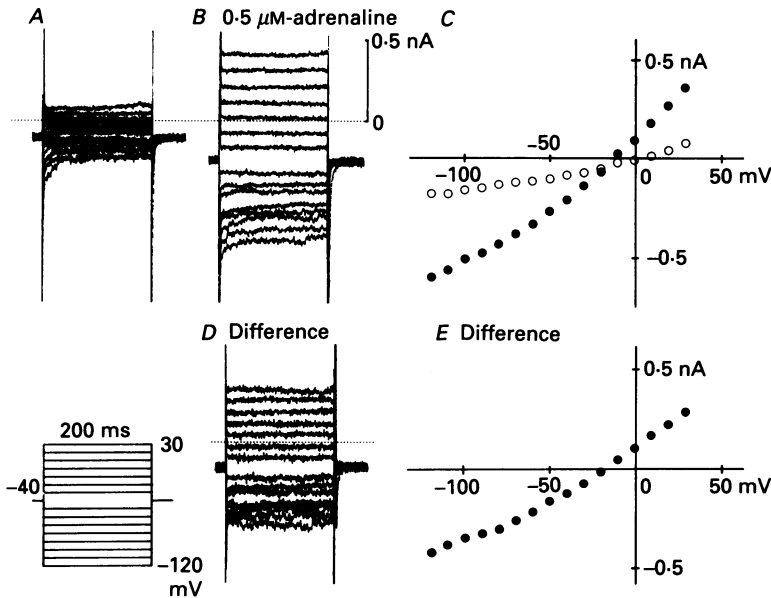 A
B 0·5 μM-adrenaline
0·5 nA
0
C
0·5 nA
−50
−100
0
50 mV
−0·5
D Difference
E Difference
0·5 nA
200 ms
30
−40
−120
mV
−100
−50
0
50 mV
−0·5